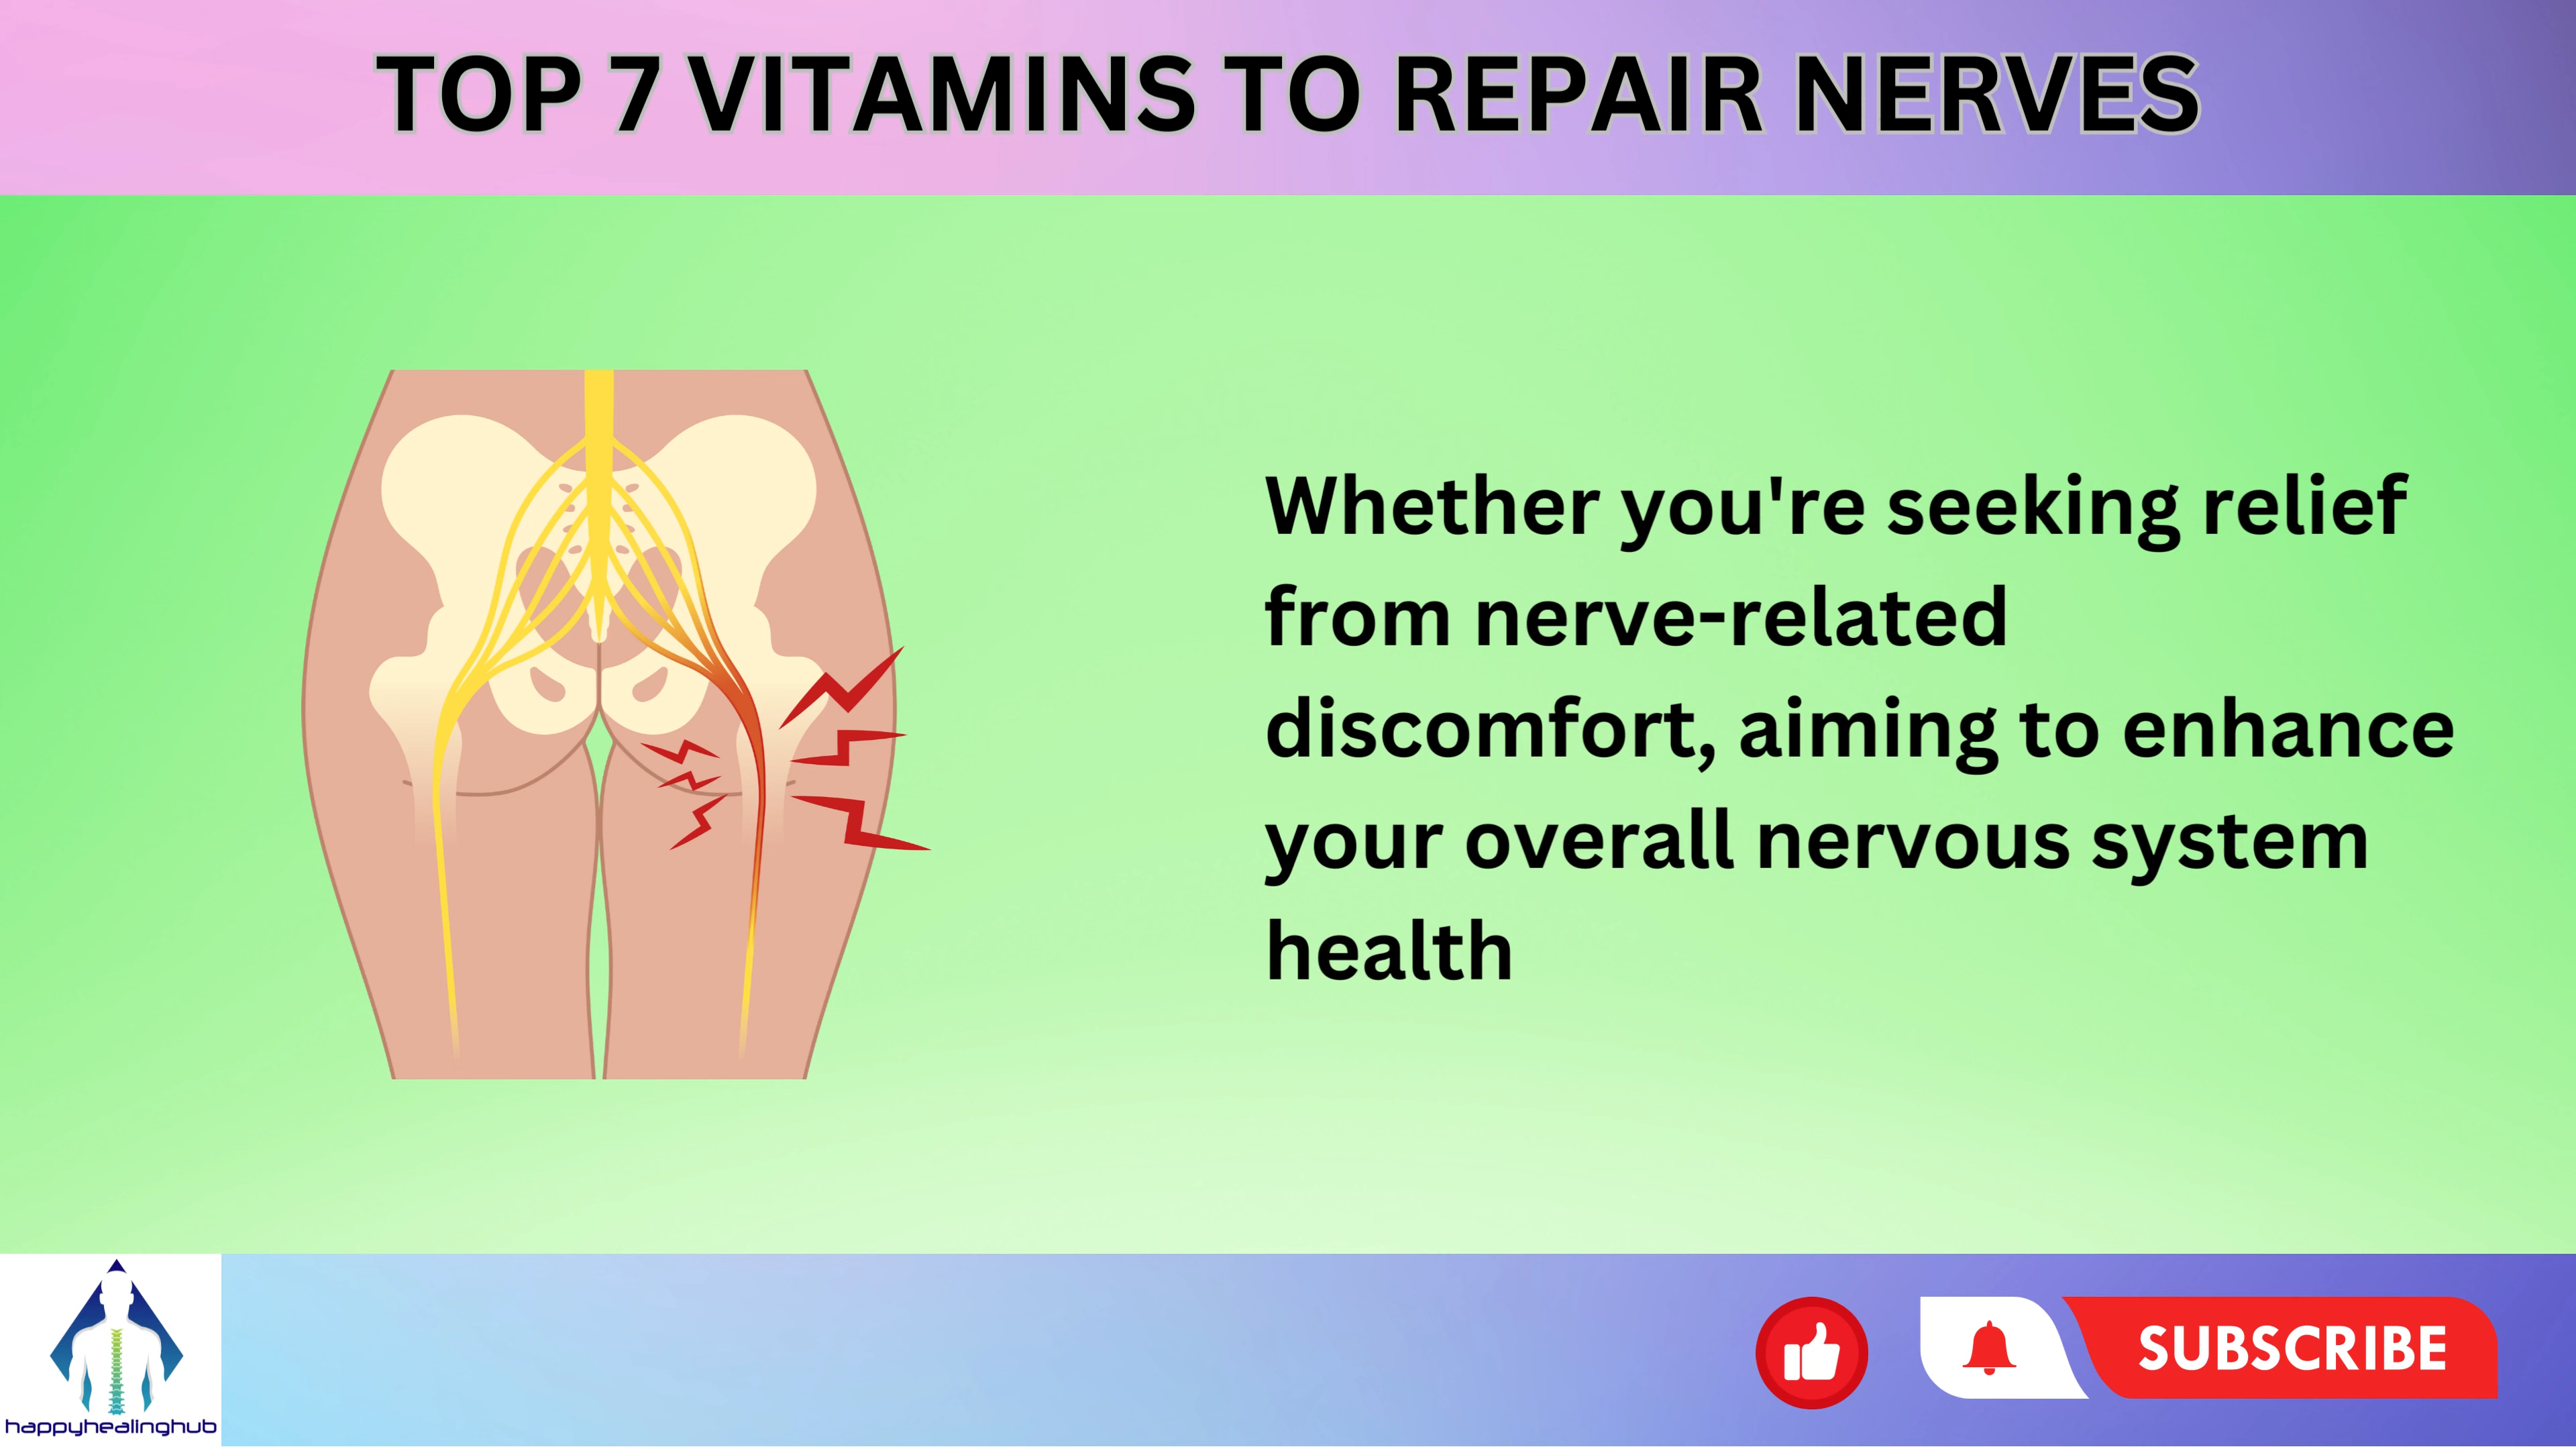 TOP 7 VITAMINS TO REPAIR NERVES
Whether you're seeking relief
from nerve-related
discomfort, aiming to enhance
your overall nervous system
health
happyhealinghub
SUBSCRIBE